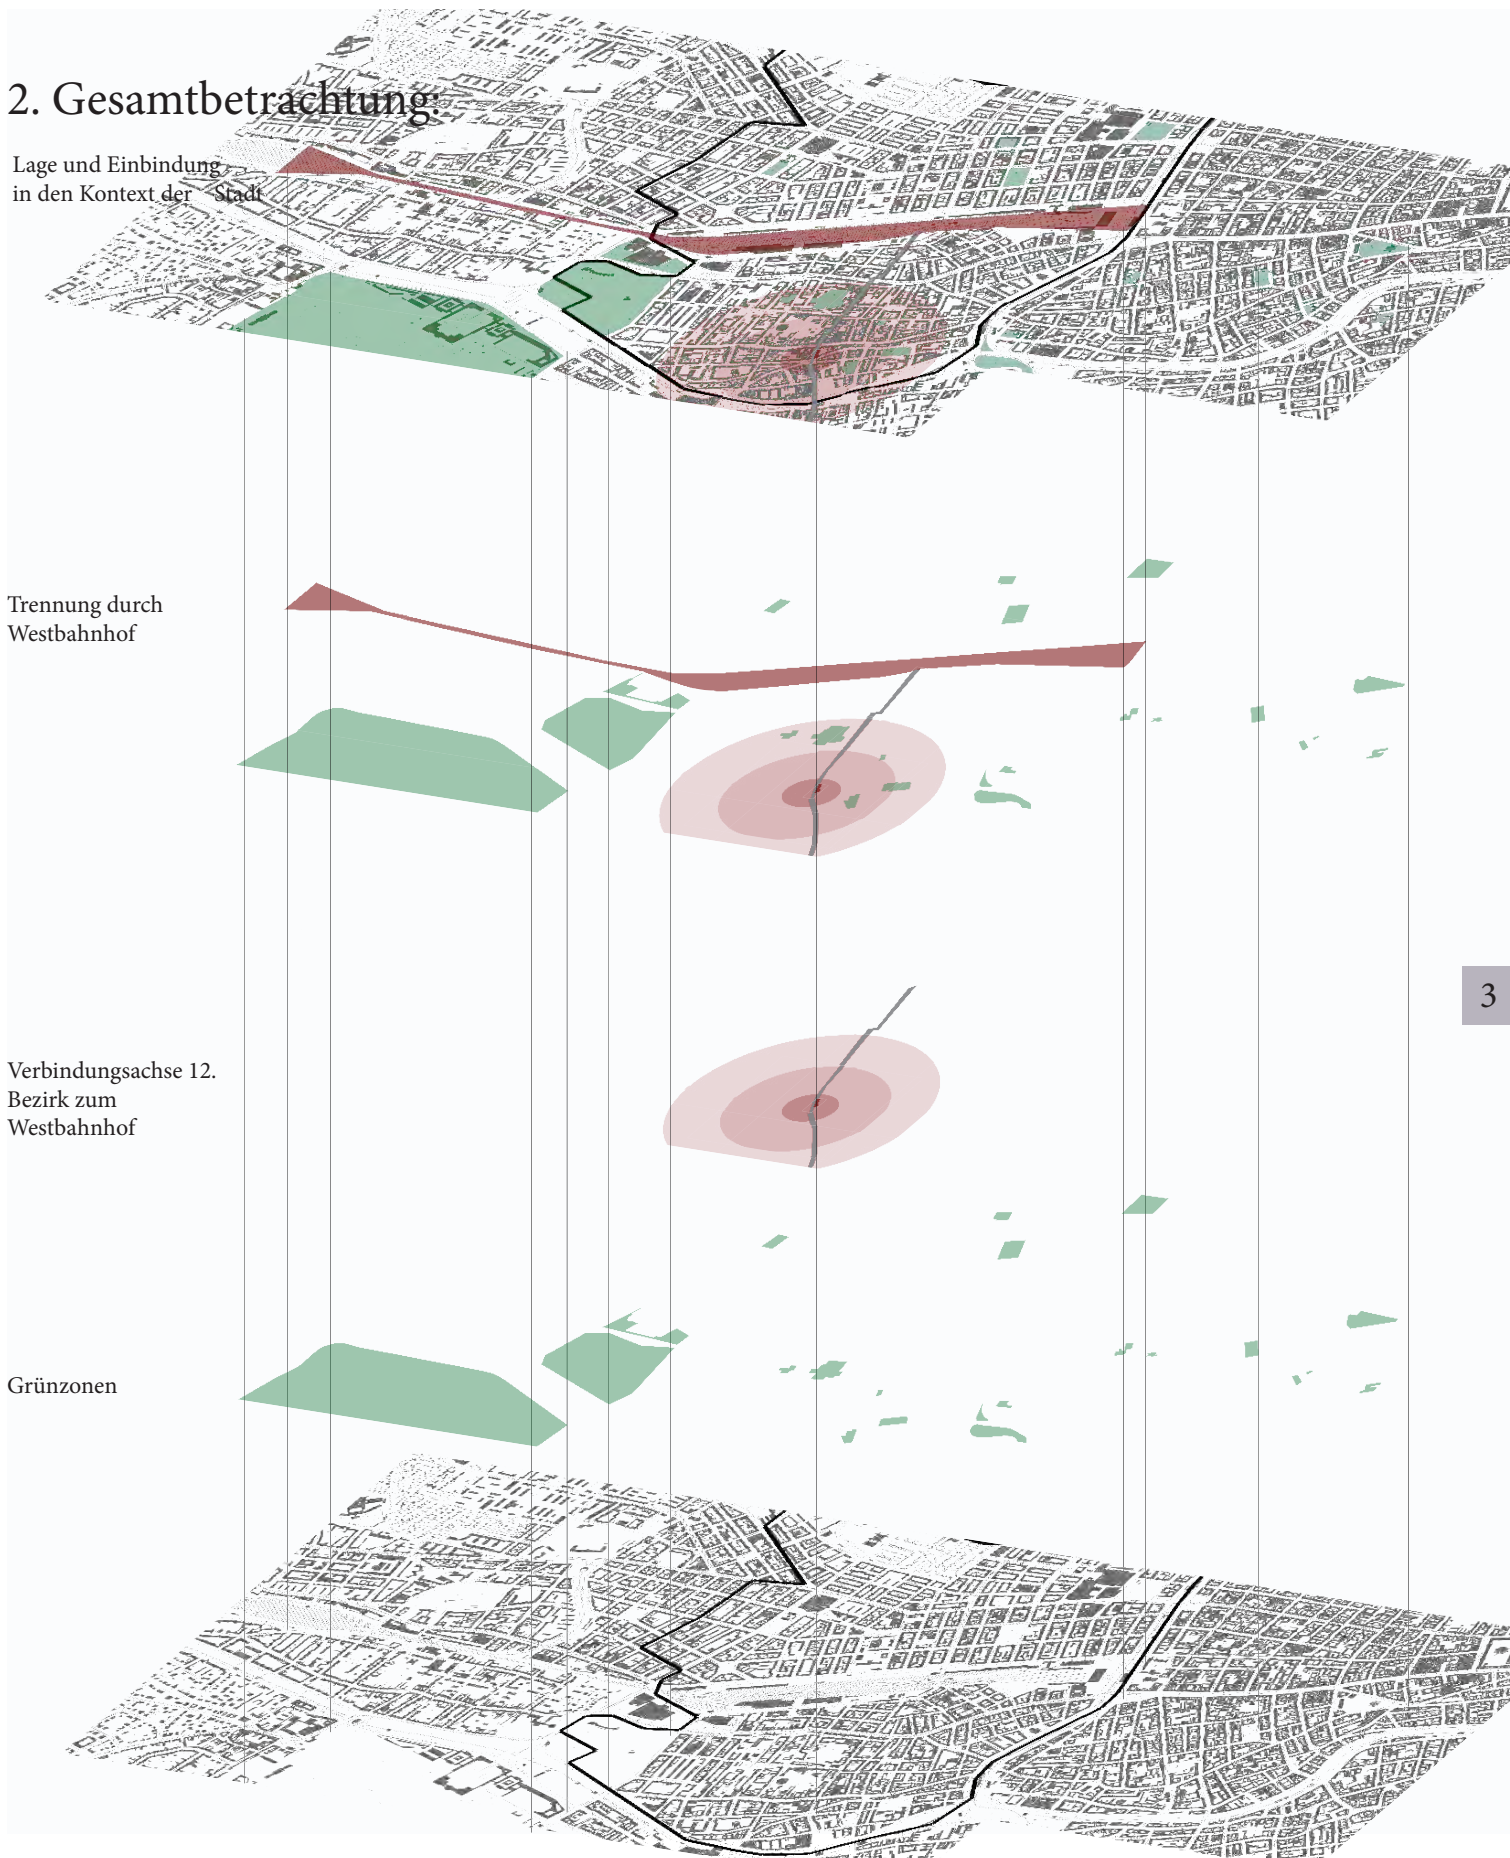 2. Gesamtbetrachtung:
Lage und Einbindung
in den Kontext der Stadt
Trennung durch
Westbahnhof
3
Verbindungsachse 12.
Bezirk zum
Westbahnhof
Grünzonen